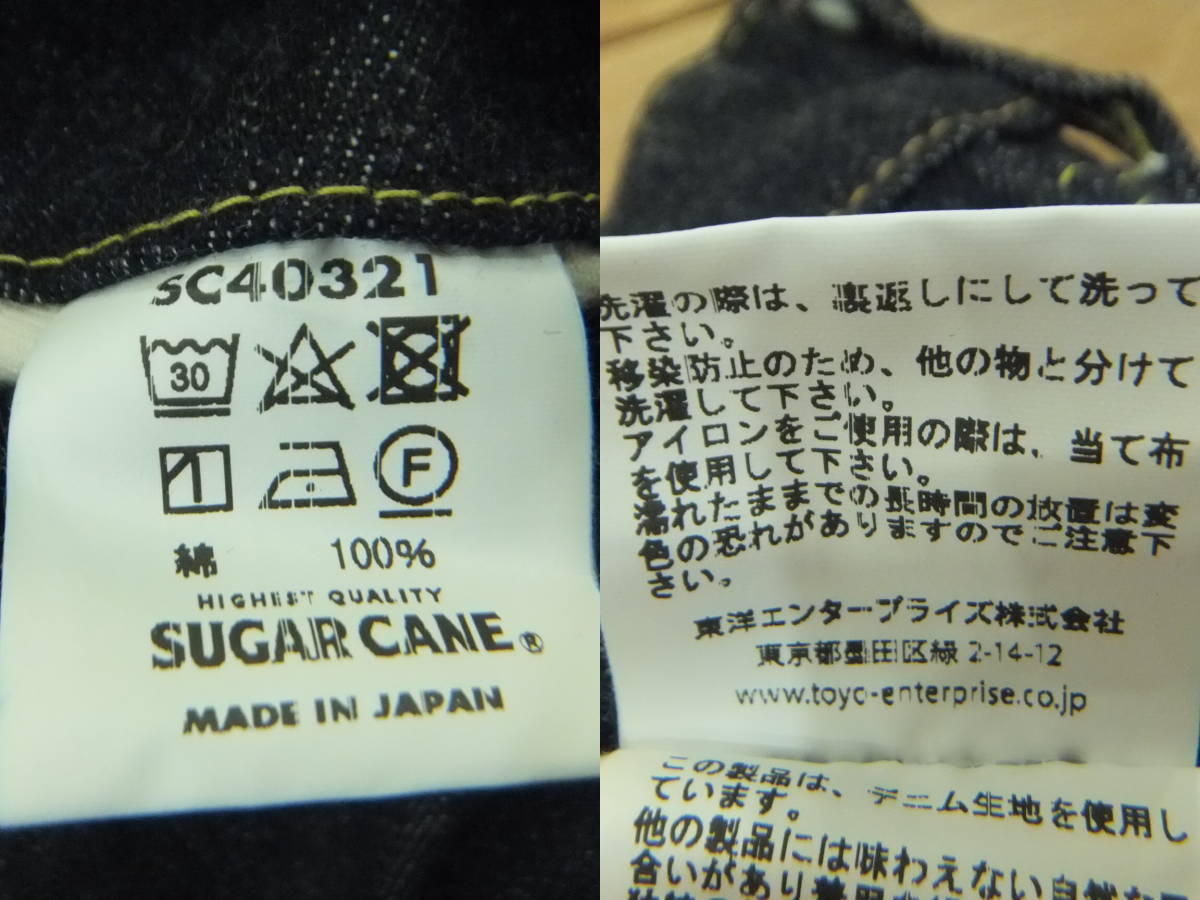 SC40321
30
F
綿 100%
HIGHEST QUALITY
SUGAR CANE®
MADE IN JAPAN
洗濯の際は、裏返しにして洗って
下さい。
移染防止のため、他の物と分けて
洗濯して下さい。
アイロンをご使用の際は、当て布
を使用して下さい。
濡れたままでの長時間の放置は変
色の恐れがありますのでご注意下
さい。
東洋エンタープライズ株式会社
東京都墨田区緑 2-14-12
www.toyo-enterprise.co.jp
この製品は、デニム生地を使用し
ています。
他の製品には味わえない自然な
合いがあり着用